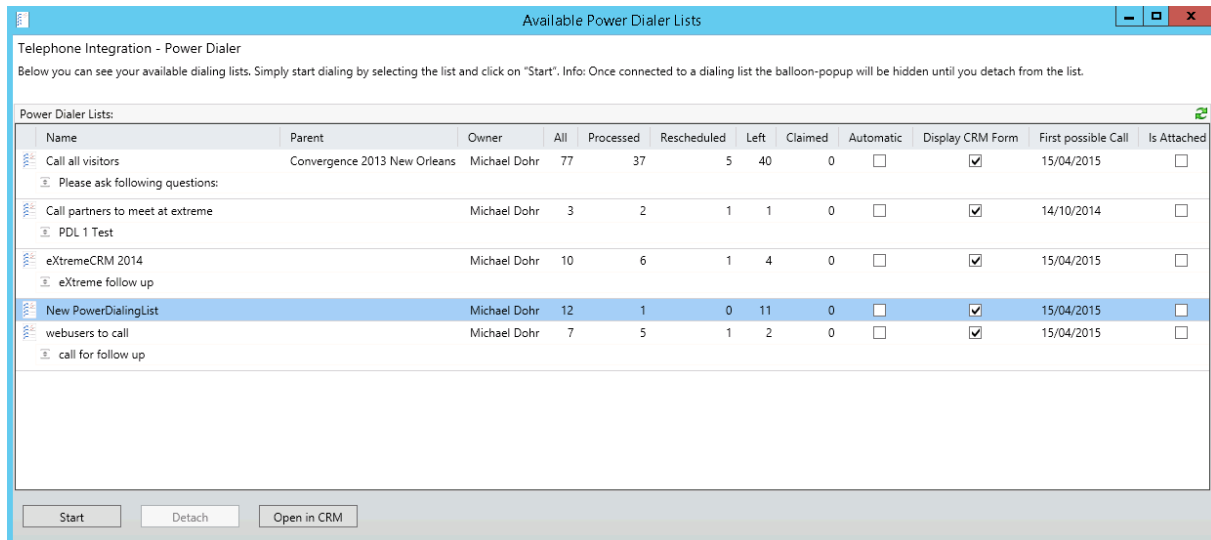 Available Power Dialer Lists
Telephone Integration - Power Dialer
Below you can see your available dialing lists. Simply start dialing by selecting the list and click on "Start". Info: Once connected to a dialing list the balloon-popup will be hidden until you detach from the list.
Power Dialer Lists:
Name Parent Owner All Processed Rescheduled Left Claimed Automatic Display CRM Form First possible Call Is Attached
Call all visitors Convergence 2013 New Orleans Michael Dohr 77 37 5 40 0 15/04/2015
Please ask following questions:
Call partners to meet at extreme Michael Dohr 3 2 1 1 0 14/10/2014
PDL 1 Test
eXtremeCRM 2014 Michael Dohr 10 6 1 4 0 15/04/2015
eXtreme follow up
New PowerDialingList Michael Dohr 12 1 0 11 0 15/04/2015
webusers to call Michael Dohr 7 5 1 2 0 15/04/2015
call for follow up
Start Detach Open in CRM